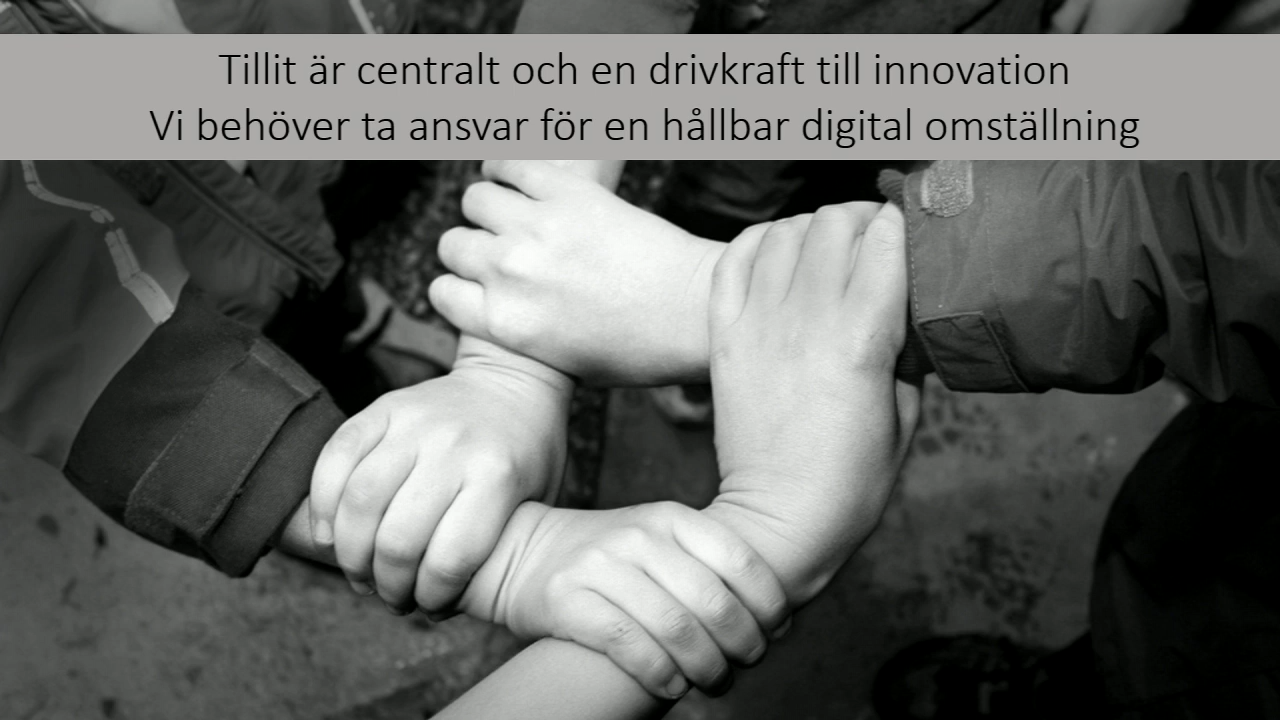 Tillit är centralt och en drivkraft till innovation
Vi behöver ta ansvar för en hållbar digital omställning